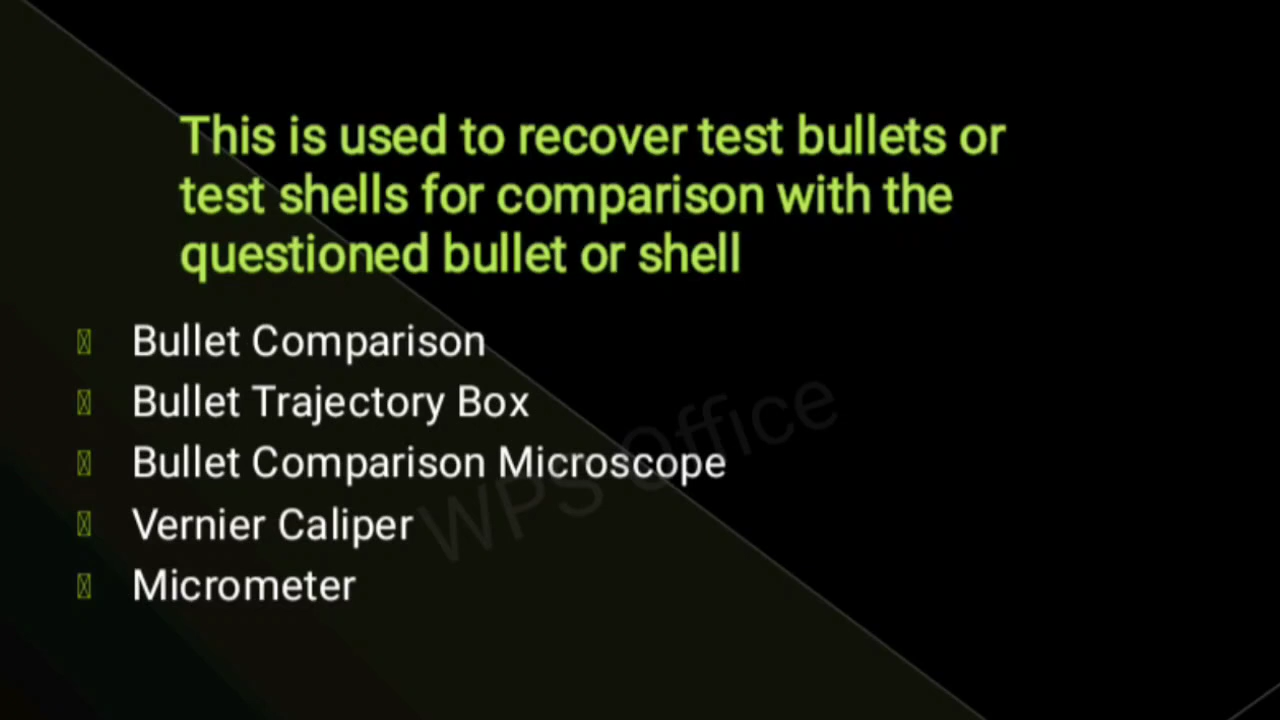 This is used to recover test bullets or
test shells for comparison with the
questioned bullet or shell
Bullet Comparison
Bullet Trajectory Box
Bullet Comparison Microscope
Vernier Caliper
Micrometer
WPS Office